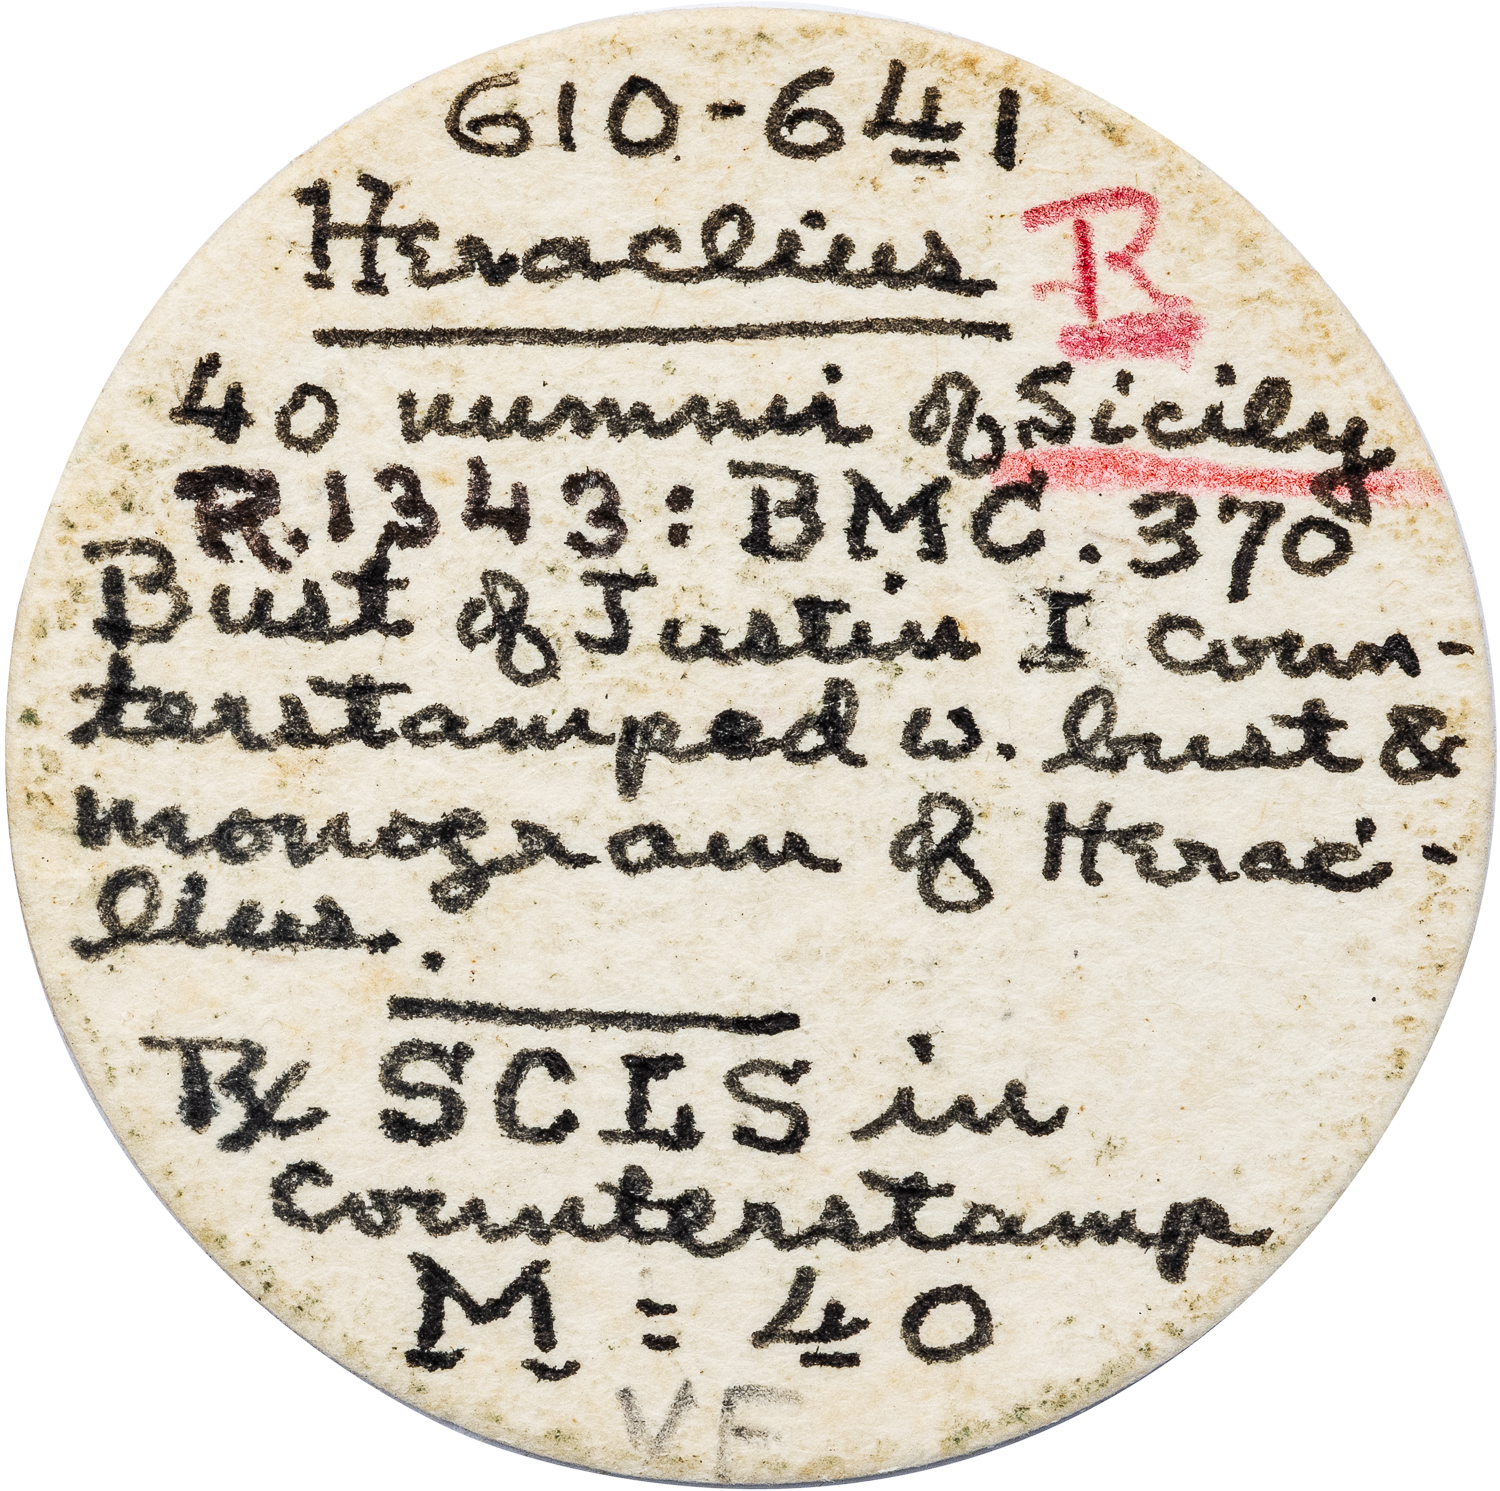 610-641
Heraclius B
40 nummi of Sicily
R.1343: BMC.370
Bust of Justin I coun-
terstamped w. bust &
monogram of Herac-
lius.
Rx SCLS in
Counterstamp
M = 40
VF